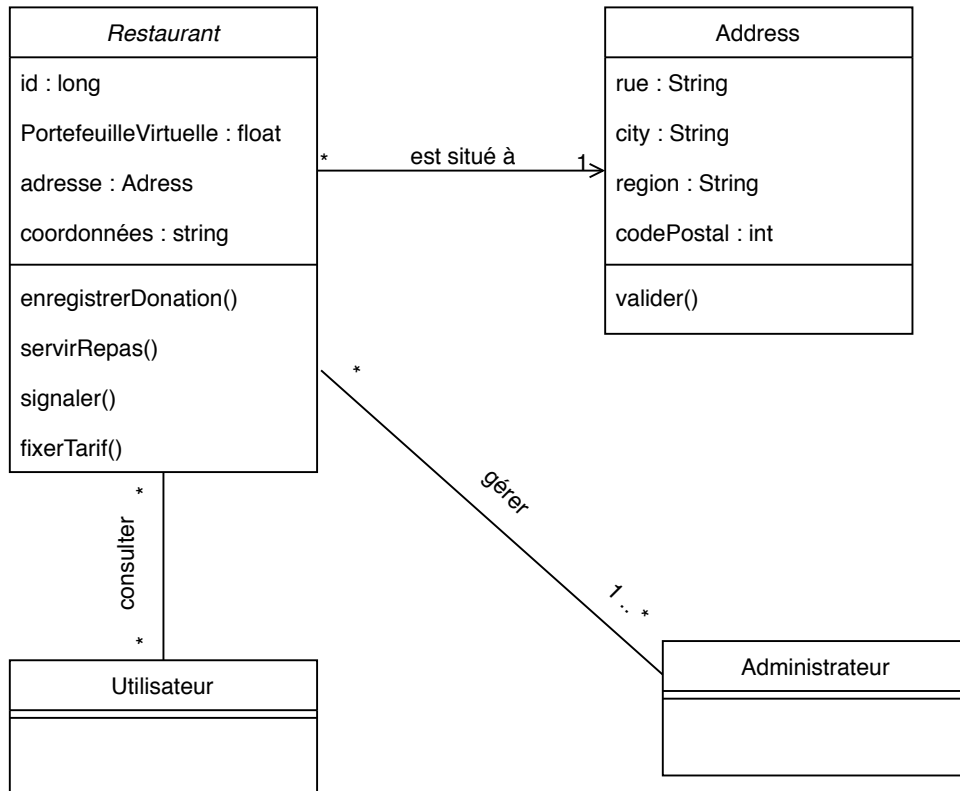 Restaurant
id : long
PortefeuilleVirtuelle : float
adresse : Adress
coordonnées : string
enregistrerDonation()
servirRepas()
signaler()
fixerTarif()
* est situé à 1
Address
rue : String
city : String
region : String
codePostal : int
valider()
*
gérer
1.. *
*
consulter
*
Utilisateur
Administrateur